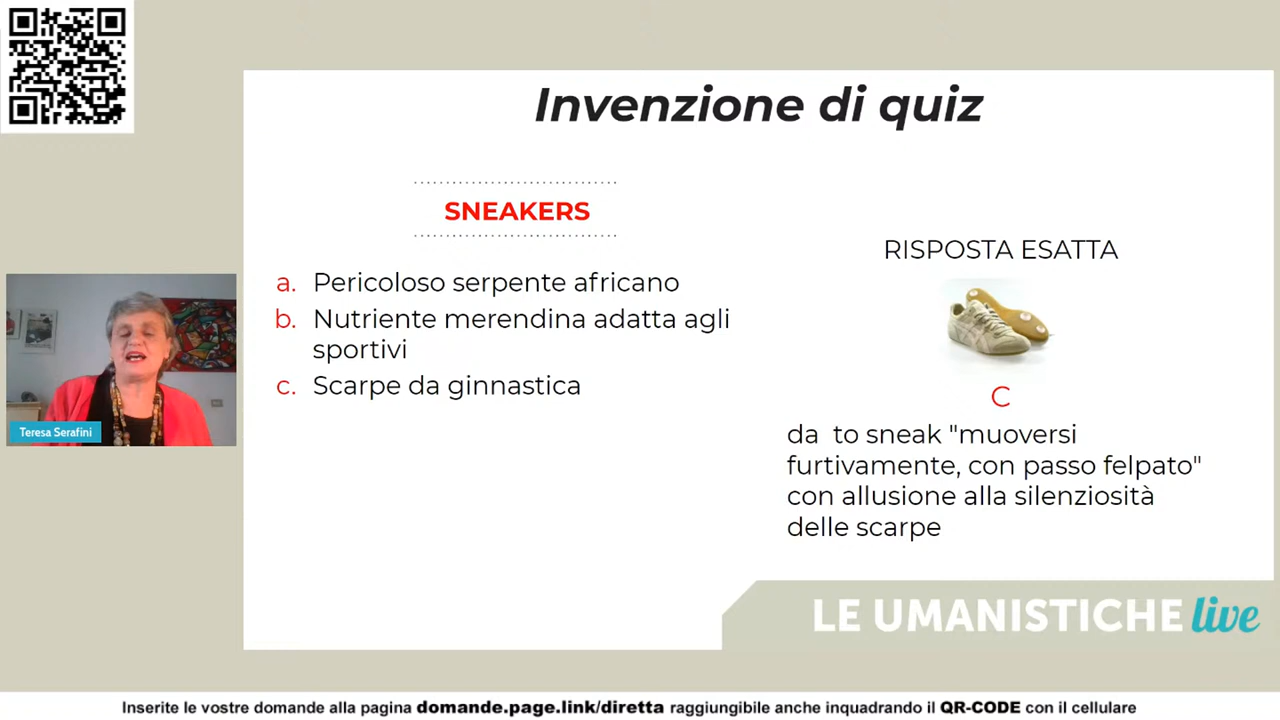 Invenzione di quiz
SNEAKERS
a. Pericoloso serpente africano
b. Nutriente merendina adatta agli
sportivi
c. Scarpe da ginnastica
RISPOSTA ESATTA
C
da to sneak "muoversi
furtivamente, con passo felpato"
con allusione alla silenziosità
delle scarpe
Teresa Serafini
LE UMANISTICHE live
Inserite le vostre domande alla pagina domande.page.link/diretta raggiungibile anche inquadrando il QR-CODE con il cellulare